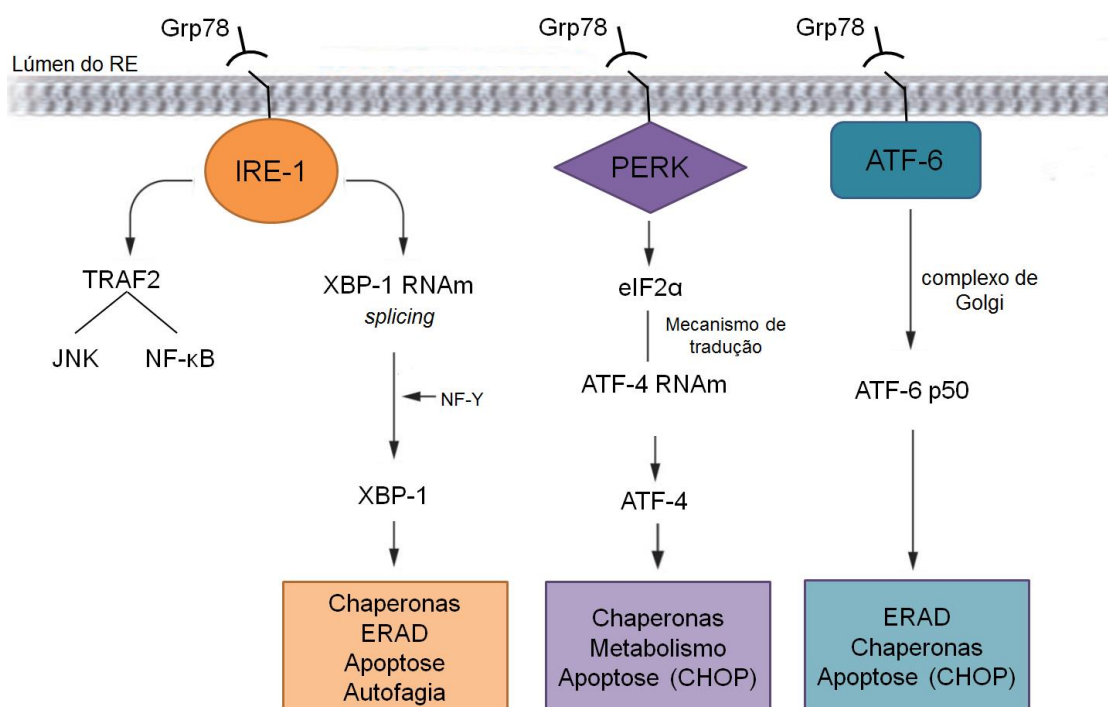 Grp78
Grp78
Grp78
Lúmen do RE
IRE-1
PERK
ATF-6
TRAF2
JNK
NF-κB
XBP-1 RNAm
splicing
NF-Y
XBP-1
Chaperonas
ERAD
Apoptose
Autofagia
eIF2α
Mecanismo de
tradução
ATF-4 RNAm
ATF-4
Chaperonas
Metabolismo
Apoptose (CHOP)
complexo de
Golgi
ATF-6 p50
ERAD
Chaperonas
Apoptose (CHOP)